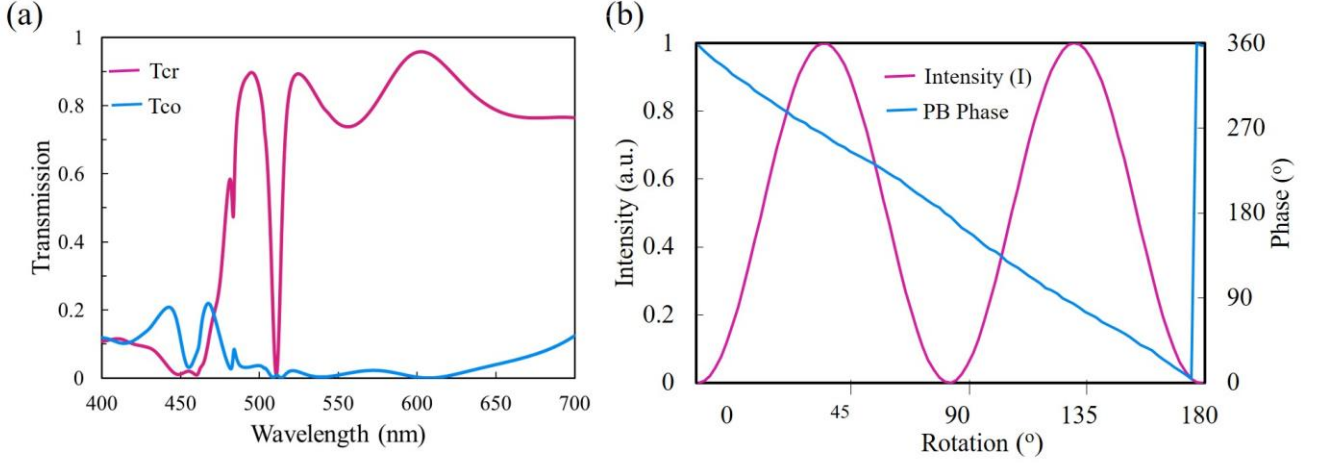 (a)
1
0.8
0.6
0.4
0.2
0
Transmission
Tcr
Tco
400 450 500 550 600 650 700
Wavelength (nm)
(b)
1
0.8
0.6
0.4
0.2
0
Intensity (a.u.)
Intensity (I)
PB Phase
360
270
180
90
0
Phase (º)
0 45 90 135 180
Rotation (º)